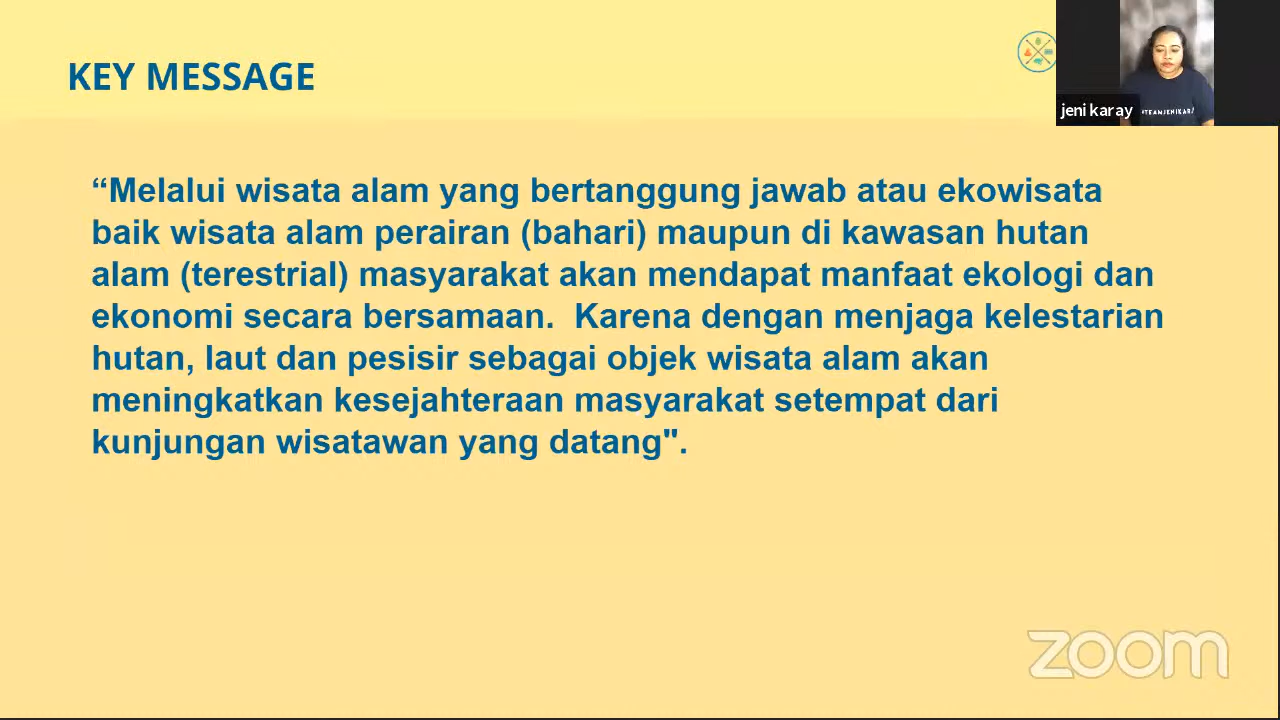 KEY MESSAGE
jeni karay
#TEAMJENIKAR
“Melalui wisata alam yang bertanggung jawab atau ekowisata
baik wisata alam perairan (bahari) maupun di kawasan hutan
alam (terestrial) masyarakat akan mendapat manfaat ekologi dan
ekonomi secara bersamaan.  Karena dengan menjaga kelestarian
hutan, laut dan pesisir sebagai objek wisata alam akan
meningkatkan kesejahteraan masyarakat setempat dari
kunjungan wisatawan yang datang".
zoom